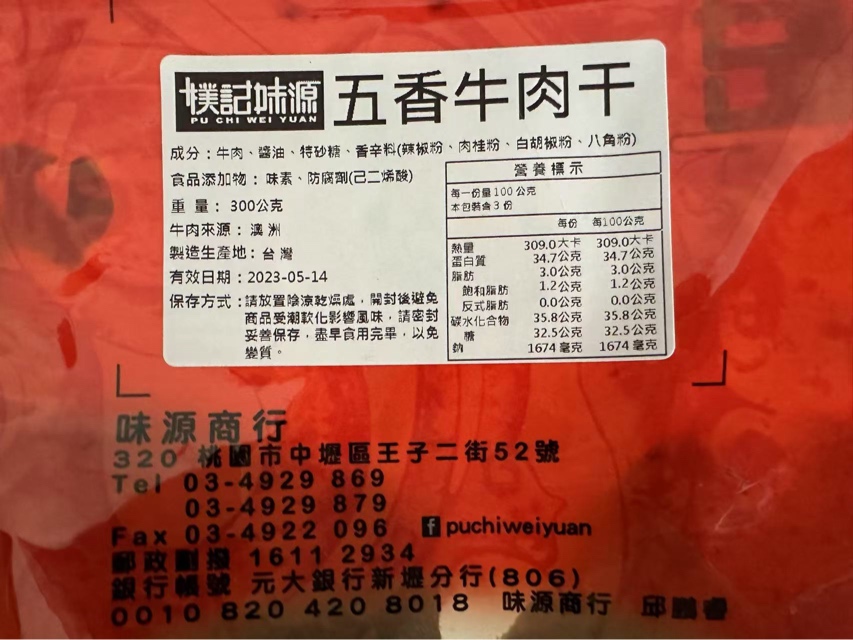 樸記味源
PU CHI WEI YUAN
五香牛肉干
成分：牛肉、醬油、特砂糖、香辛料(辣椒粉、肉桂粉、白胡椒粉、八角粉)
食品添加物：味素、防腐劑(己二烯酸)
重量：300公克
牛肉來源：澳洲
製造生產地：台灣
有效日期：2023-05-14
保存方式：請放置陰涼乾燥處，開封後避免
商品受潮軟化影響風味，請密封
妥善保存，盡早食用完畢，以免
變質。
營養標示
每一份量100公克
本包裝含3份
每份 每100公克
熱量 309.0大卡 309.0大卡
蛋白質 34.7公克 34.7公克
脂肪 3.0公克 3.0公克
飽和脂肪 1.2公克 1.2公克
反式脂肪 0.0公克 0.0公克
碳水化合物 35.8公克 35.8公克
糖 32.5公克 32.5公克
鈉 1674毫克 1674毫克
味源商行
320 桃園市中壢區王子二街52號
Tel 03-4929 869
03-4929 879
Fax 03-4922 096 f puchiweiyuan
郵政劃撥 1611 2934
銀行帳號 元大銀行新壢分行(806)
0010 820 420 8018 味源商行 邱鵬睿